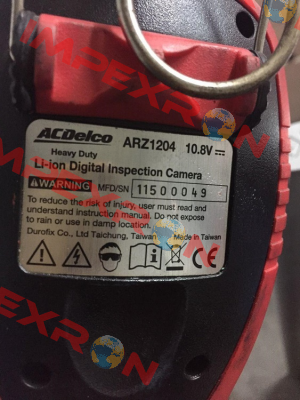 IMPEXRON
ACDelco ARZ1204 10.8V
Heavy Duty
Li-ion Digital Inspection Camera
WARNING MFD/SN 11500049
To reduce the risk of injury, user must read and
understand instruction manual. Do not expose
to rain or use in damp location.
Durofix Co., Ltd Taichung, Taiwan Made in Taiwan
CE
IMPEXRON